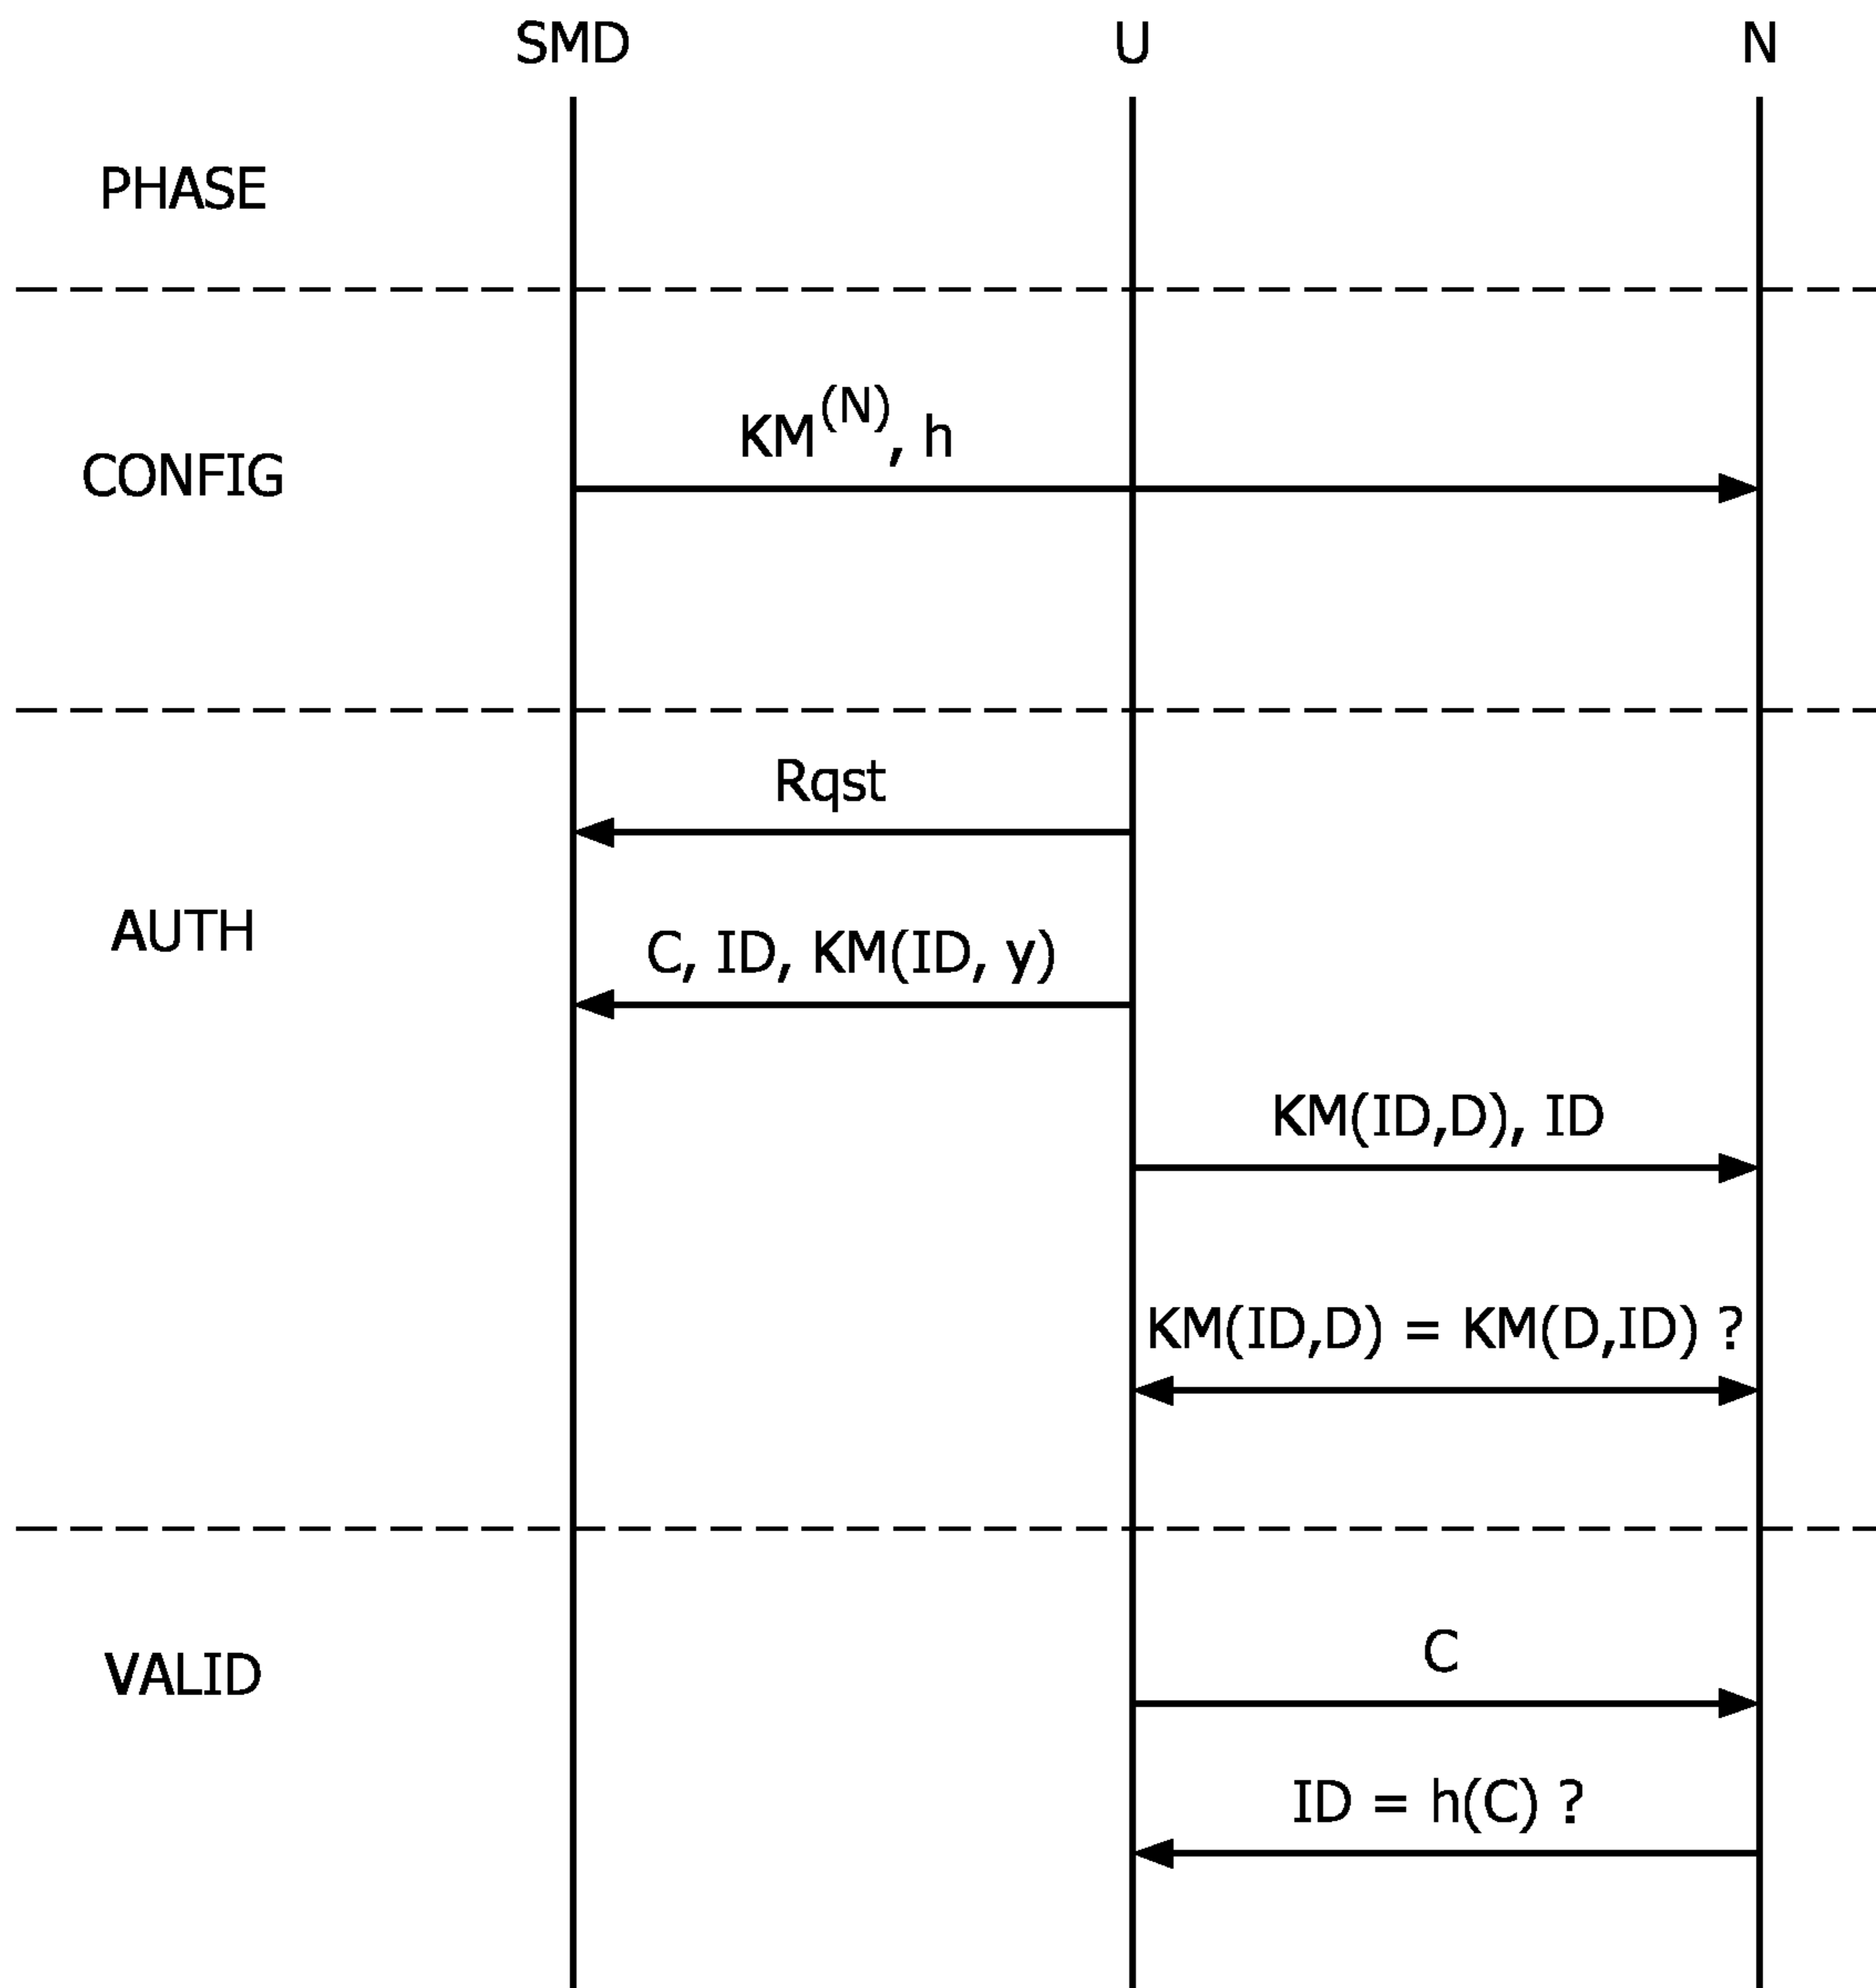 SMD U N
PHASE
KM^(N), h
CONFIG
Rqst
AUTH
C, ID, KM(ID, y)
KM(ID,D), ID
KM(ID,D) = KM(D,ID) ?
C
VALID
ID = h(C) ?